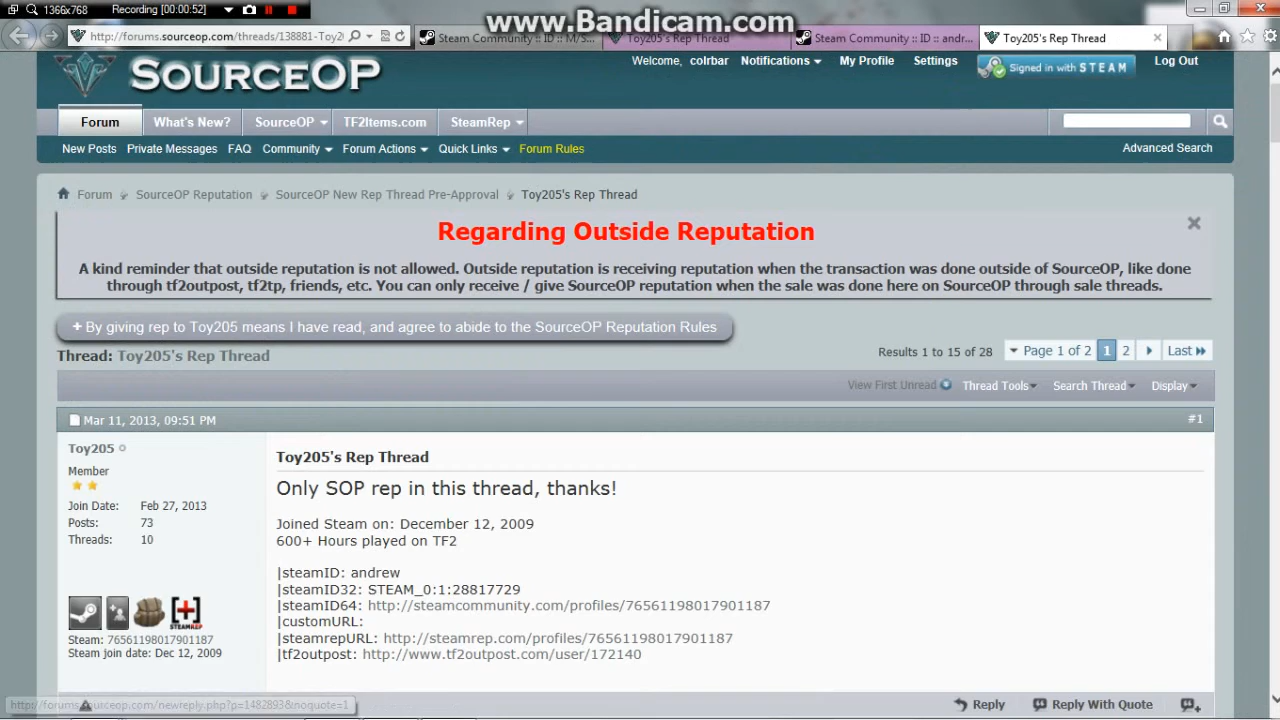 1366x768 Recording [00:00:52]
www.Bandicam.com
http://forums.sourceop.com/threads/138881-Toy2
Steam Community :: ID :: M/S...
Toy205's Rep Thread
Steam Community :: ID :: andr...
Toy205's Rep Thread
SOURCEOP
Welcome, colrbar Notifications My Profile Settings Signed in with STEAM Log Out
Forum What's New? SourceOP TF2Items.com SteamRep
New Posts Private Messages FAQ Community Forum Actions Quick Links Forum Rules Advanced Search
Forum SourceOP Reputation SourceOP New Rep Thread Pre-Approval Toy205's Rep Thread
Regarding Outside Reputation
A kind reminder that outside reputation is not allowed. Outside reputation is receiving reputation when the transaction was done outside of SourceOP, like done
through tf2outpost, tf2tp, friends, etc. You can only receive / give SourceOP reputation when the sale was done here on SourceOP through sale threads.
+ By giving rep to Toy205 means I have read, and agree to abide to the SourceOP Reputation Rules
Thread: Toy205's Rep Thread
Results 1 to 15 of 28 Page 1 of 2 1 2 Last
View First Unread Thread Tools Search Thread Display
Mar 11, 2013, 09:51 PM #1
Toy205
Member
Join Date: Feb 27, 2013
Posts: 73
Threads: 10
STEAMREP
Steam: 76561198017901187
Steam join date: Dec 12, 2009
Toy205's Rep Thread
Only SOP rep in this thread, thanks!
Joined Steam on: December 12, 2009
600+ Hours played on TF2
|steamID: andrew
|steamID32: STEAM_0:1:28817729
|steamID64: http://steamcommunity.com/profiles/76561198017901187
|customURL:
|steamrepURL: http://steamrep.com/profiles/76561198017901187
|tf2outpost: http://www.tf2outpost.com/user/172140
http://forums.sourceop.com/newreply.php?p=1482893&noquote=1
Reply Reply With Quote